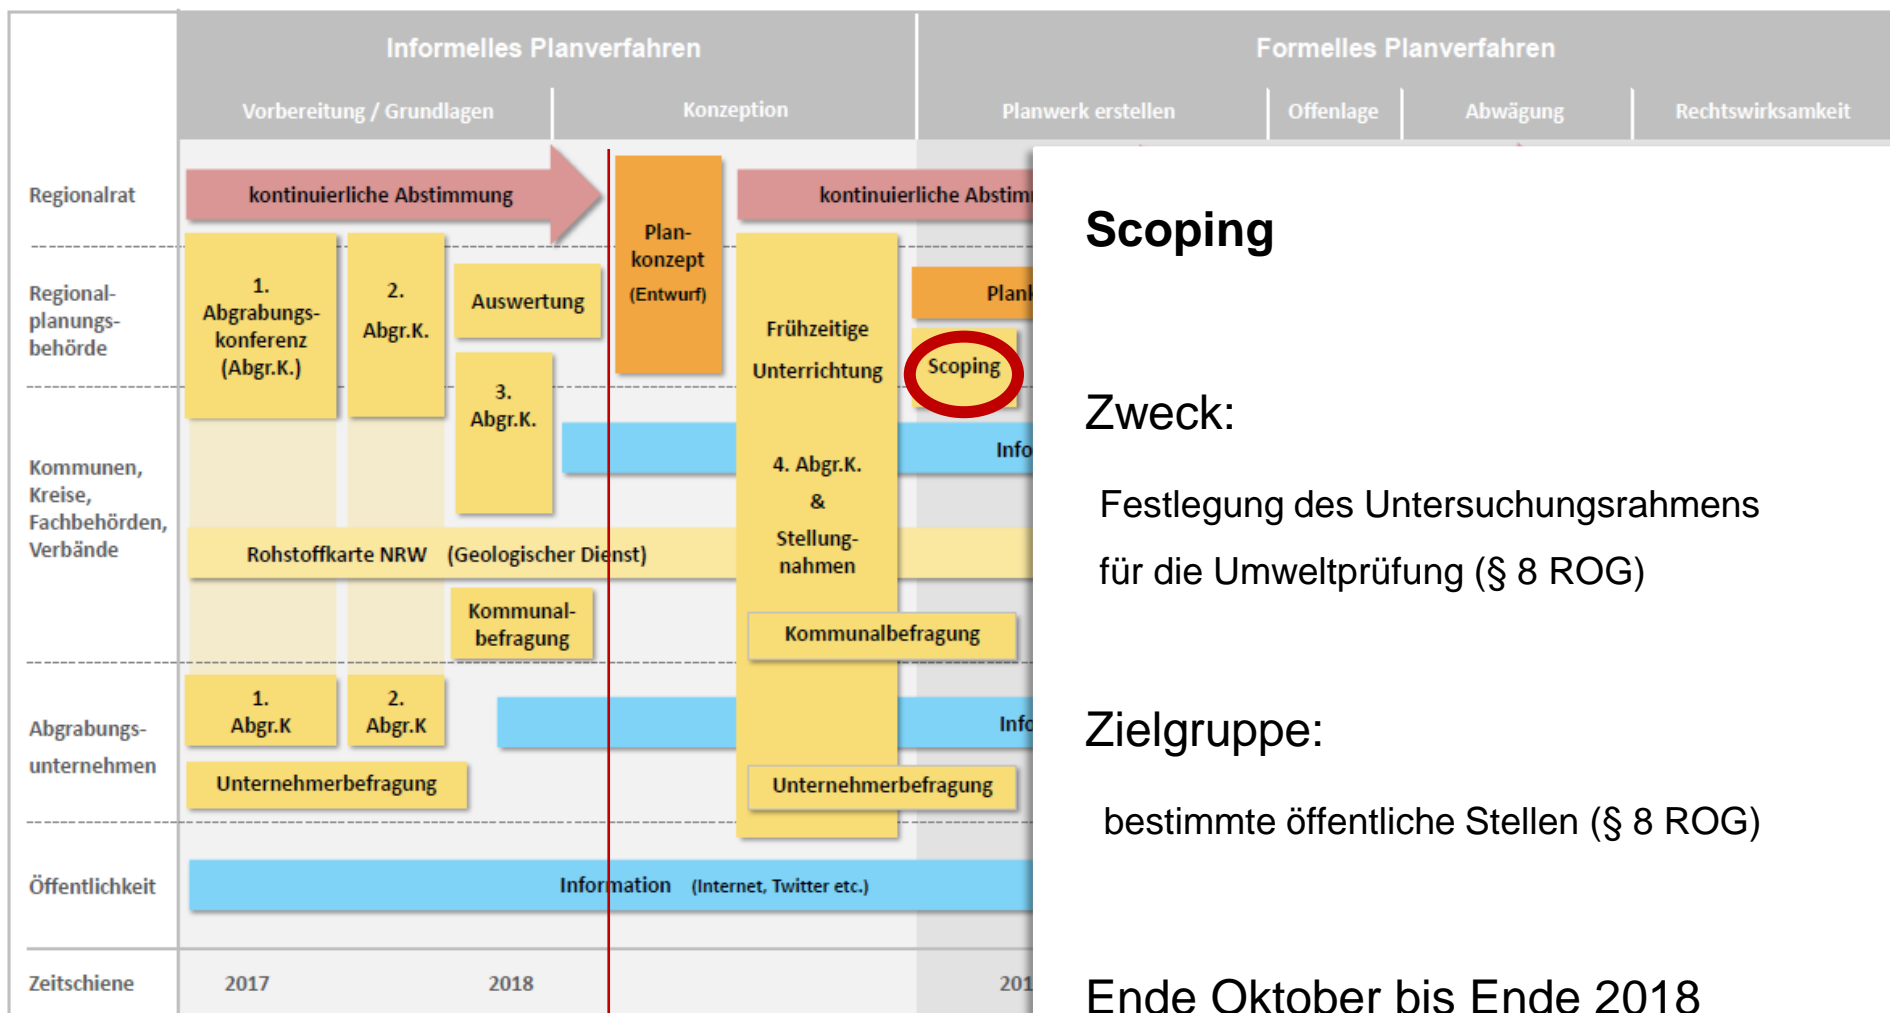 Informelles Planverfahren
Formelles Planverfahren
Vorbereitung / Grundlagen
Konzeption
Planwerk erstellen
Offenlage
Abwägung
Rechtswirksamkeit
Regionalrat
kontinuierliche Abstimmung
Plan-
konzept
(Entwurf)
kontinuierliche
Regional-
planungs-
behörde
1.
Abgrabungs-
konferenz
(Abgr.K.)
2.
Abgr.K.
Auswertung
3.
Abgr.K.
Frühzeitige
Unterrichtung
4. Abgr.K.
&
Stellung-
nahmen
Scoping
Kommunen,
Kreise,
Fachbehörden,
Verbände
Rohstoffkarte NRW (Geologischer Dienst)
Kommunal-
befragung
Kommunalbefragung
Abgrabungs-
unternehmen
1.
Abgr.K
2.
Abgr.K
Unternehmerbefragung
Unternehmerbefragung
Öffentlichkeit
Information (Internet, Twitter etc.)
Zeitschiene
2017
2018
Scoping
Zweck:
Festlegung des Untersuchungsrahmens
für die Umweltprüfung (§ 8 ROG)
Zielgruppe:
bestimmte öffentliche Stellen (§ 8 ROG)
Ende Oktober bis Ende 2018